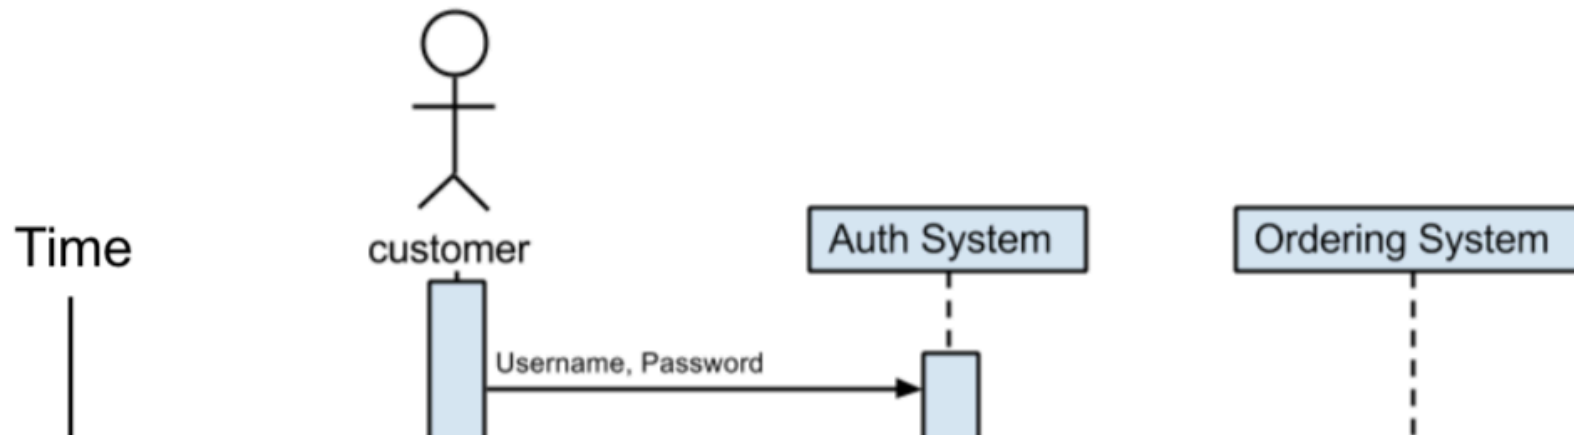 Time
customer
Auth System
Ordering System
Username, Password